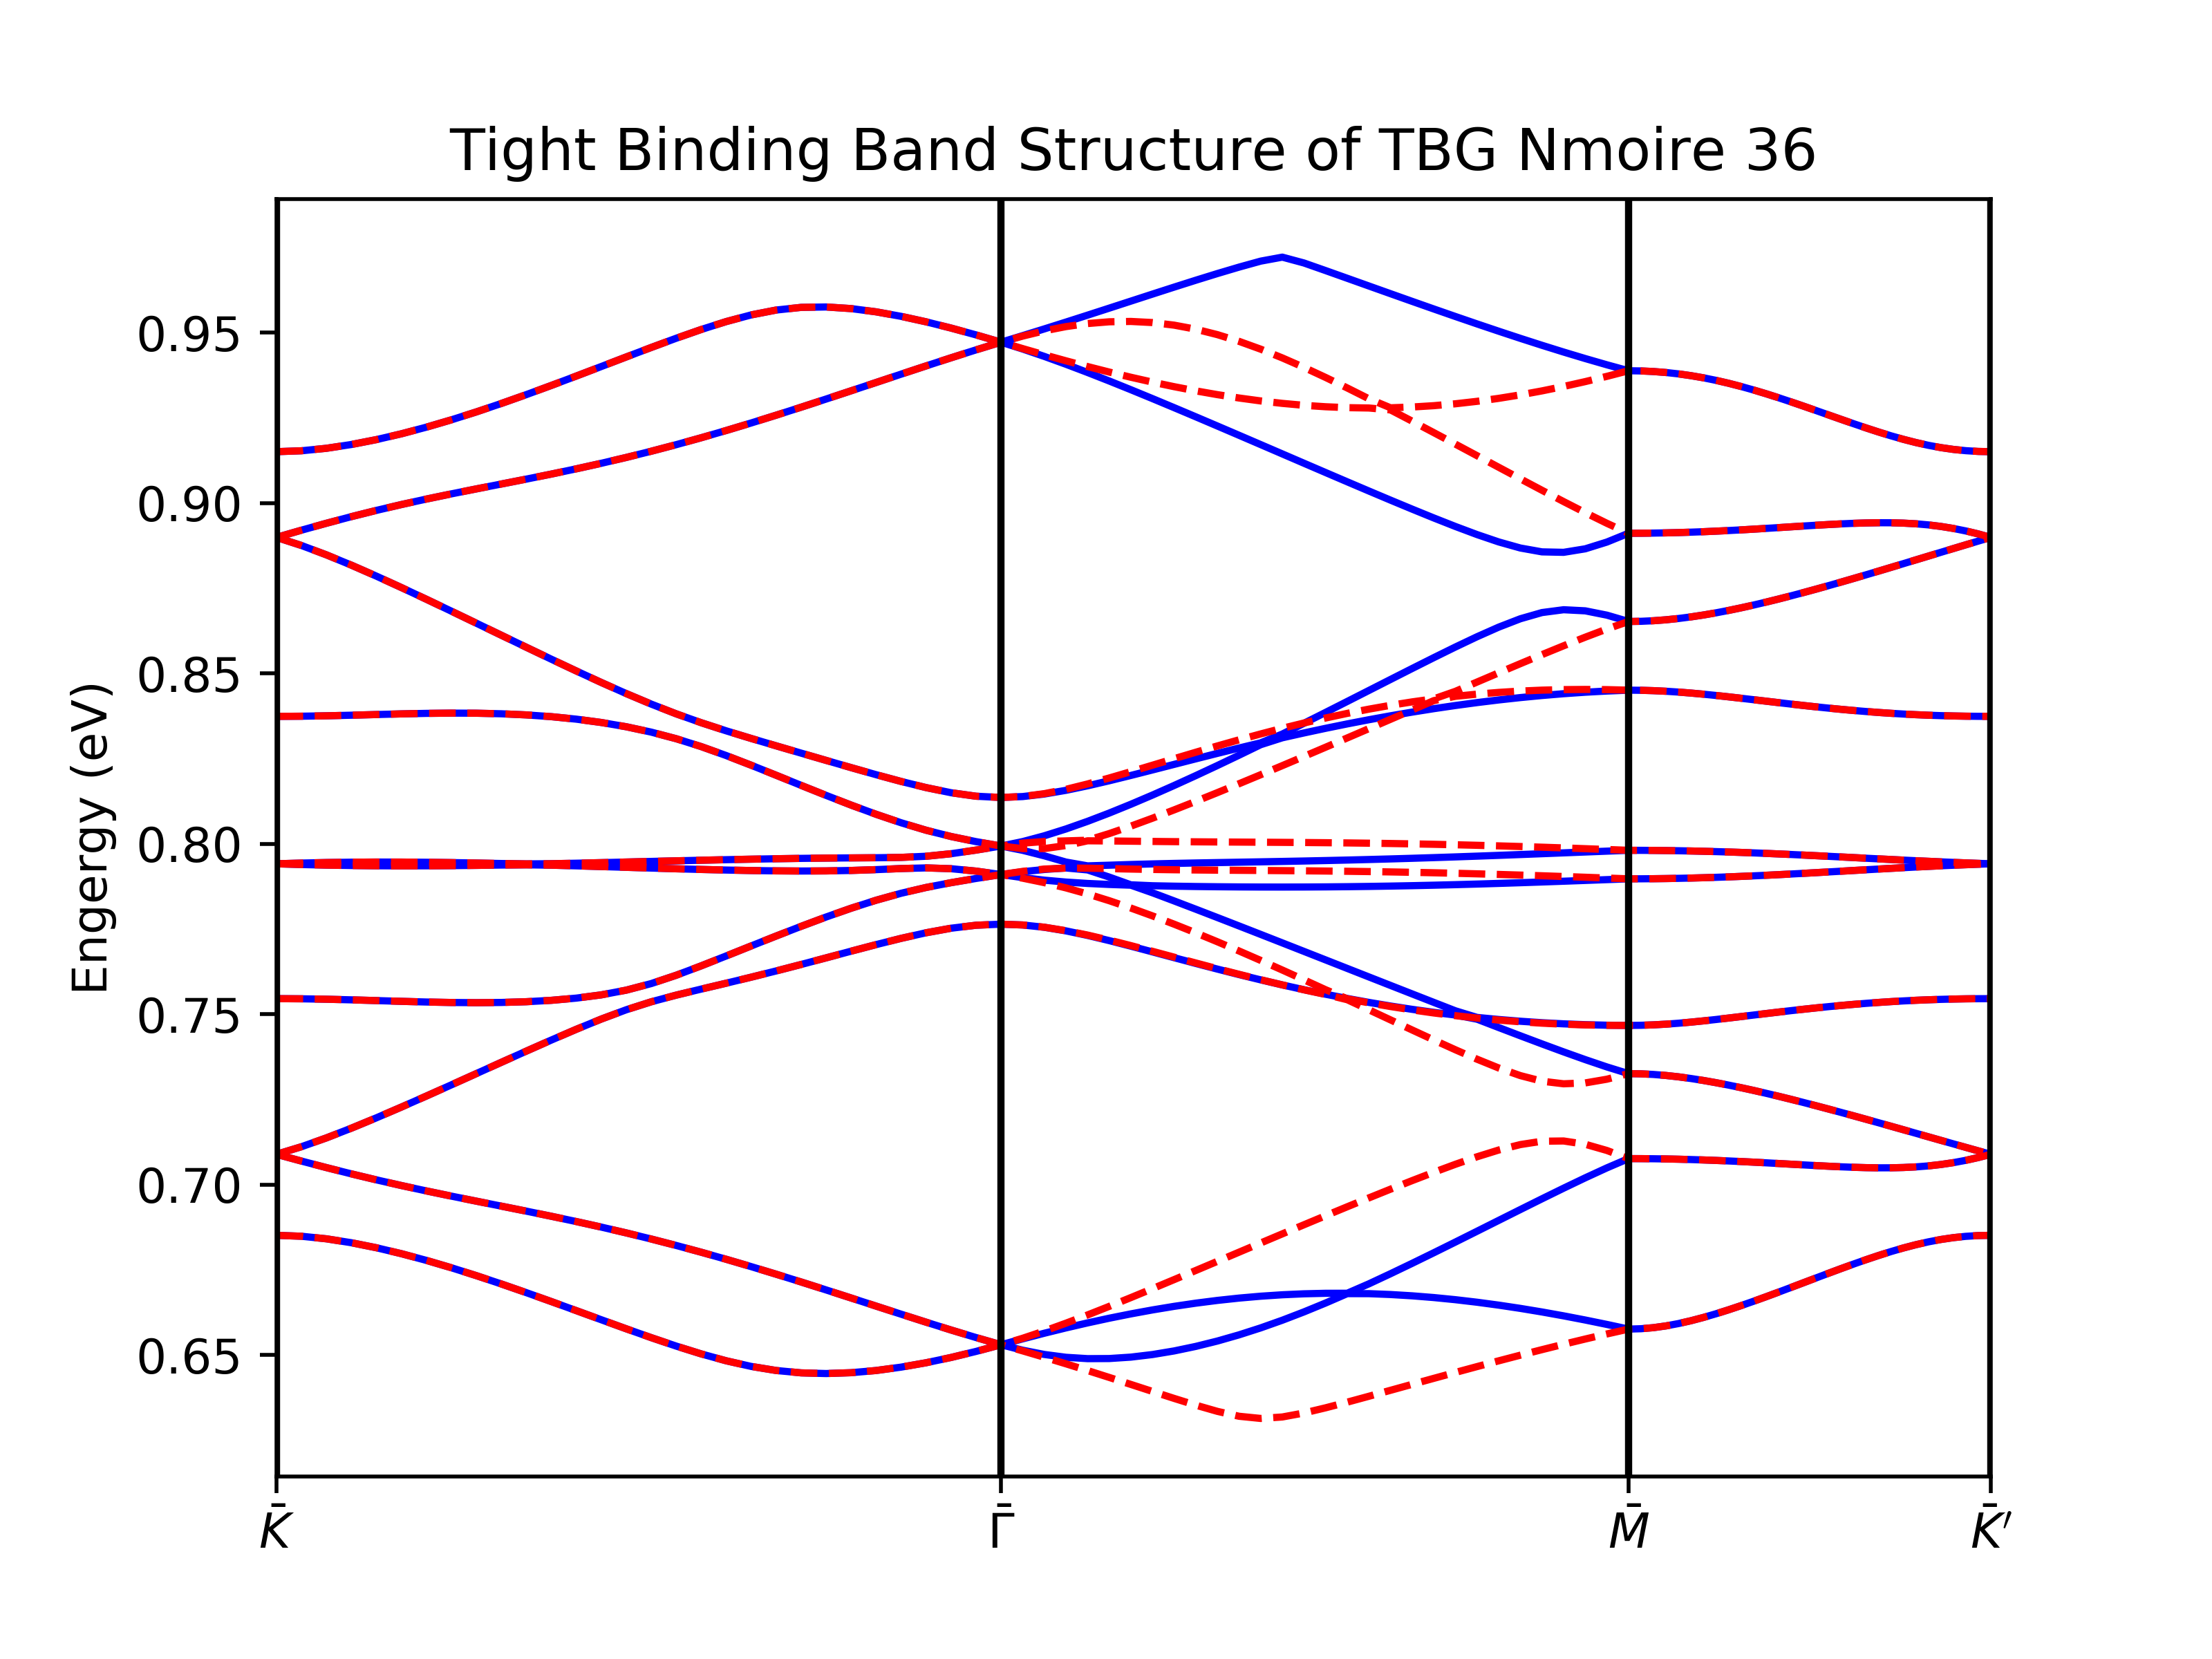 Tight Binding Band Structure of TBG Nmoire 36
Engergy (eV)
0.95
0.90
0.85
0.80
0.75
0.70
0.65
K̄
Γ̄
M̄
K̄′